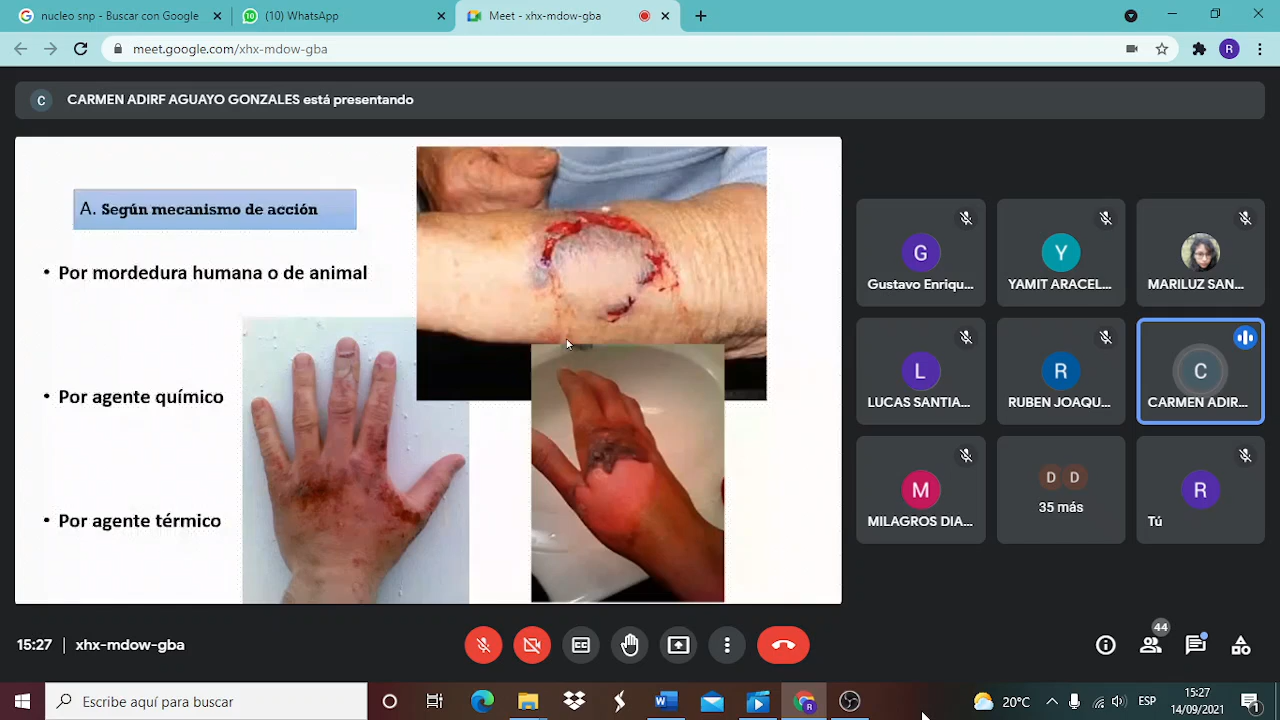 nucleo snp - Buscar con Google
(10) WhatsApp
Meet - xhx-mdow-gba
meet.google.com/xhx-mdow-gba
R
C
CARMEN ADIRF AGUAYO GONZALES está presentando
A. Según mecanismo de acción
• Por mordedura humana o de animal
• Por agente químico
• Por agente térmico
G
Gustavo Enriqu...
Y
YAMIT ARACEL...
MARILUZ SAN...
L
LUCAS SANTIA...
R
RUBEN JOAQU...
C
CARMEN ADIR...
M
MILAGROS DIA...
D D
35 más
R
Tú
15:27 | xhx-mdow-gba
44
Escribe aquí para buscar
20°C
ESP
15:27
14/09/2021
1